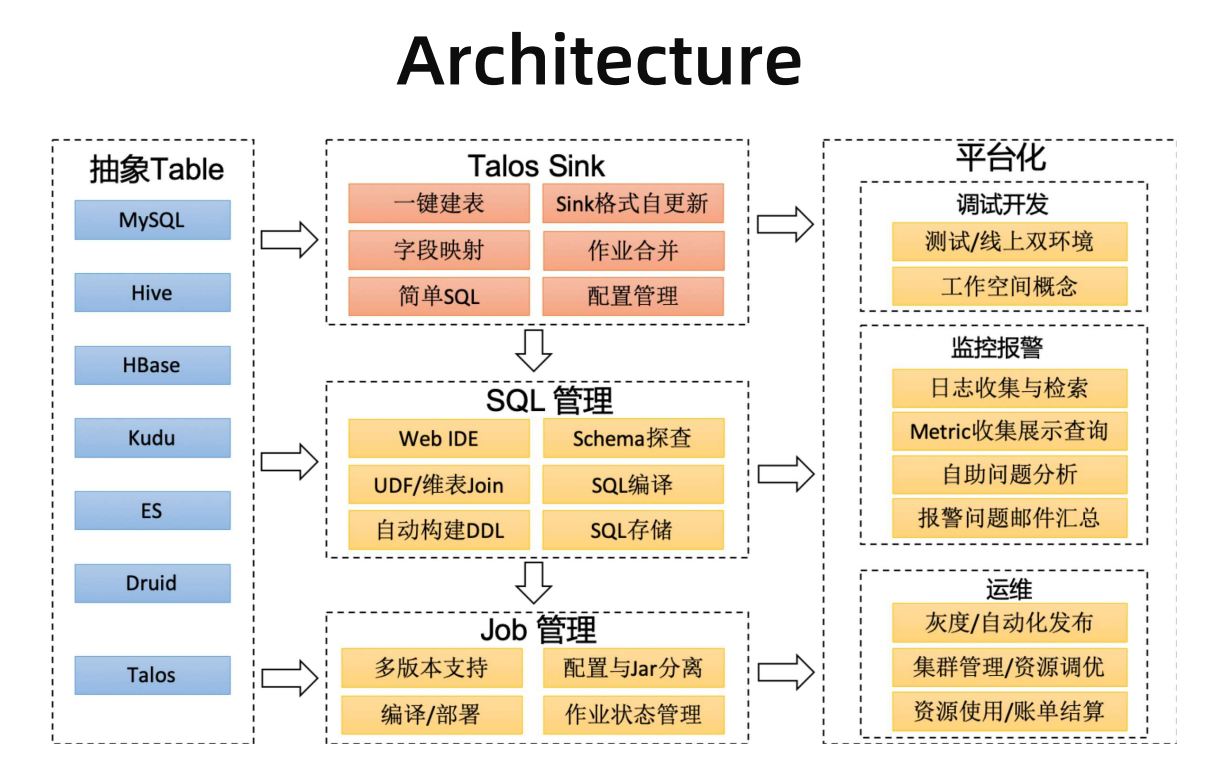 Architecture
抽象Table
MySQL
Hive
HBase
Kudu
ES
Druid
Talos
Talos Sink
一键建表
Sink格式自更新
字段映射
作业合并
简单SQL
配置管理
SQL 管理
Web IDE
Schema探查
UDF/维表Join
SQL编译
自动构建DDL
SQL存储
Job 管理
多版本支持
配置与Jar分离
编译/部署
作业状态管理
平台化
调试开发
测试/线上双环境
工作空间概念
监控报警
日志收集与检索
Metric收集展示查询
自助问题分析
报警问题邮件汇总
运维
灰度/自动化发布
集群管理/资源调优
资源使用/账单结算